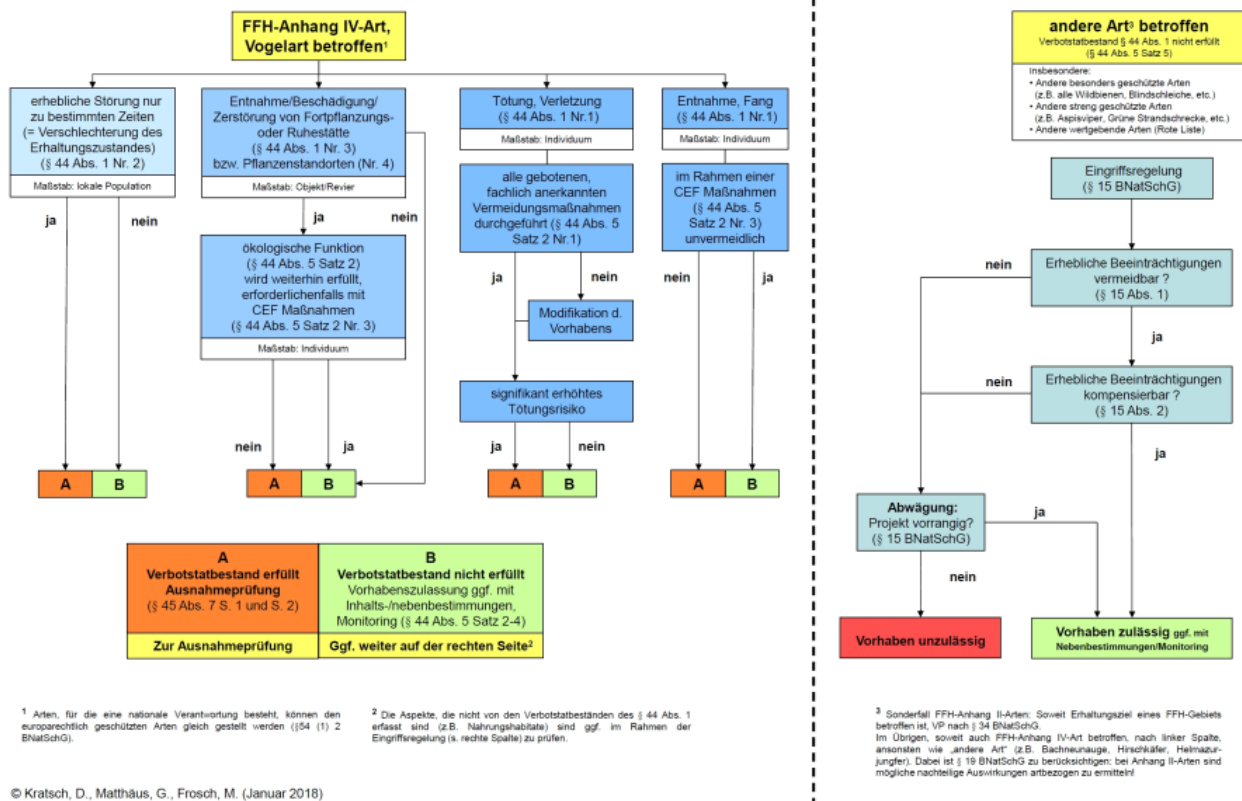 FFH-Anhang IV-Art,
Vogelart betroffen¹
erhebliche Störung nur
zu bestimmten Zeiten
(= Verschlechterung des
Erhaltungszustandes)
(§ 44 Abs. 1 Nr. 2)
Maßstab: lokale Population
ja
nein
Entnahme/Beschädigung/
Zerstörung von Fortpflanzungs-
oder Ruhestätte
(§ 44 Abs. 1 Nr. 3)
bzw. Pflanzenstandorten (Nr. 4)
Maßstab: Objekt/Revier
ja
nein
ökologische Funktion
(§ 44 Abs. 5 Satz 2)
wird weiterhin erfüllt,
erforderlichenfalls mit
CEF Maßnahmen
(§ 44 Abs. 5 Satz 2 Nr. 3)
Maßstab: Individuum
nein
ja
Tötung, Verletzung
(§ 44 Abs. 1 Nr.1)
Maßstab: Individuum
alle gebotenen,
fachlich anerkannten
Vermeidungsmaßnahmen
durchgeführt (§ 44 Abs. 5
Satz 2 Nr.1)
ja
nein
Modifikation d.
Vorhabens
signifikant erhöhtes
Tötungsrisiko
ja
nein
Entnahme, Fang
(§ 44 Abs. 1 Nr.1)
Maßstab: Individuum
im Rahmen einer
CEF Maßnahmen
(§ 44 Abs. 5
Satz 2 Nr. 3)
unvermeidlich
nein
ja
A B
A B
A B
A B
A
Verbotstatbestand erfüllt
Ausnahmeprüfung
(§ 45 Abs. 7 S. 1 und S. 2)
Zur Ausnahmeprüfung
B
Verbotstatbestand nicht erfüllt
Vorhabenszulassung ggf. mit
Inhalts-/nebenbestimmungen,
Monitoring (§ 44 Abs. 5 Satz 2-4)
Ggf. weiter auf der rechten Seite²
¹ Arten, für die eine nationale Verantwortung besteht, können den
europarechtlich geschützten Arten gleich gestellt werden (§54 (1) 2
BNatSchG).
² Die Aspekte, die nicht von den Verbotstatbeständen des § 44 Abs. 1
erfasst sind (z.B. Nahrungshabitate) sind ggf. im Rahmen der
Eingriffsregelung (s. rechte Spalte) zu prüfen.
© Kratsch, D., Matthäus, G., Frosch, M. (Januar 2018)
andere Art³ betroffen
Verbotstatbestand § 44 Abs. 1 nicht erfüllt
(§ 44 Abs. 5 Satz 5)
Insbesondere:
• Andere besonders geschützte Arten
(z.B. alle Wildbienen, Blindschleiche, etc.)
• Andere streng geschützte Arten
(z.B. Aspisviper, Grüne Strandschrecke, etc.)
• Andere wertgebende Arten (Rote Liste)
Eingriffsregelung
(§ 15 BNatSchG)
Erhebliche Beeinträchtigungen
vermeidbar ?
(§ 15 Abs. 1)
nein
ja
Erhebliche Beeinträchtigungen
kompensierbar ?
(§ 15 Abs. 2)
nein
ja
Abwägung:
Projekt vorrangig?
(§ 15 BNatSchG)
ja
nein
Vorhaben unzulässig
Vorhaben zulässig ggf. mit
Nebenbestimmungen/Monitoring
³ Sonderfall FFH-Anhang II-Arten: Soweit Erhaltungsziel eines FFH-Gebiets
betroffen ist, VP nach § 34 BNatSchG.
Im Übrigen, soweit auch FFH-Anhang IV-Art betroffen, nach linker Spalte,
ansonsten wie „andere Art" (z.B. Bachneunauge, Hirschkäfer, Helmazur-
jungfer). Dabei ist § 19 BNatSchG zu berücksichtigen: bei Anhang II-Arten sind
mögliche nachteilige Auswirkungen artbezogen zu ermitteln!